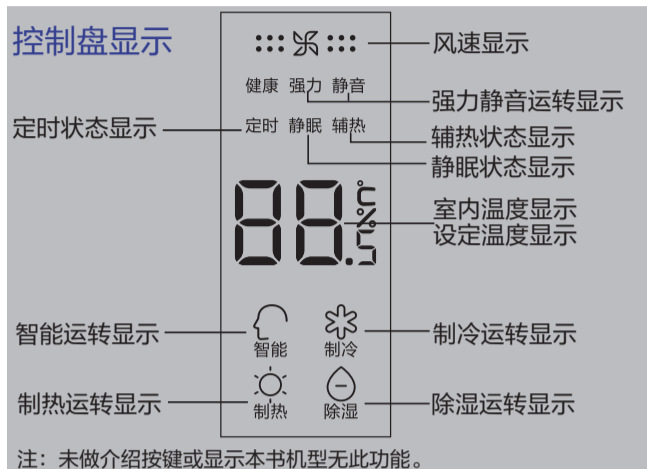 控制盘显示
风速显示
健康 强力 静音
强力静音运转显示
定时状态显示
定时 静眠 辅热
辅热状态显示
静眠状态显示
88.5%℃
室内温度显示
设定温度显示
智能运转显示
智能 制冷
制冷运转显示
制热运转显示
制热 除湿
除湿运转显示
注：未做介绍按键或显示本书机型无此功能。